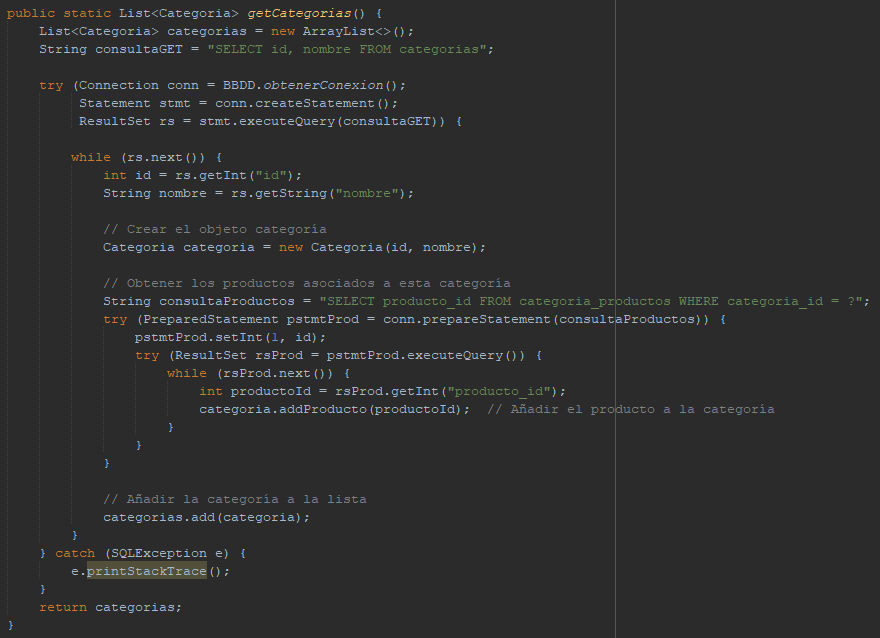 public static List<Categoria> getCategorias() {
    List<Categoria> categorias = new ArrayList<>();
    String consultaGET = "SELECT id, nombre FROM categorias";

    try (Connection conn = BBDD.obtenerConexion();
         Statement stmt = conn.createStatement();
         ResultSet rs = stmt.executeQuery(consultaGET)) {

        while (rs.next()) {
            int id = rs.getInt("id");
            String nombre = rs.getString("nombre");

            // Crear el objeto categoría
            Categoria categoria = new Categoria(id, nombre);

            // Obtener los productos asociados a esta categoría
            String consultaProductos = "SELECT producto_id FROM categoria_productos WHERE categoria_id = ?";
            try (PreparedStatement pstmtProd = conn.prepareStatement(consultaProductos)) {
                pstmtProd.setInt(1, id);
                try (ResultSet rsProd = pstmtProd.executeQuery()) {
                    while (rsProd.next()) {
                        int productoId = rsProd.getInt("producto_id");
                        categoria.addProducto(productoId);  // Añadir el producto a la categoría
                    }
                }
            }

            // Añadir la categoría a la lista
            categorias.add(categoria);
        }
    } catch (SQLException e) {
        e.printStackTrace();
    }
    return categorias;
}